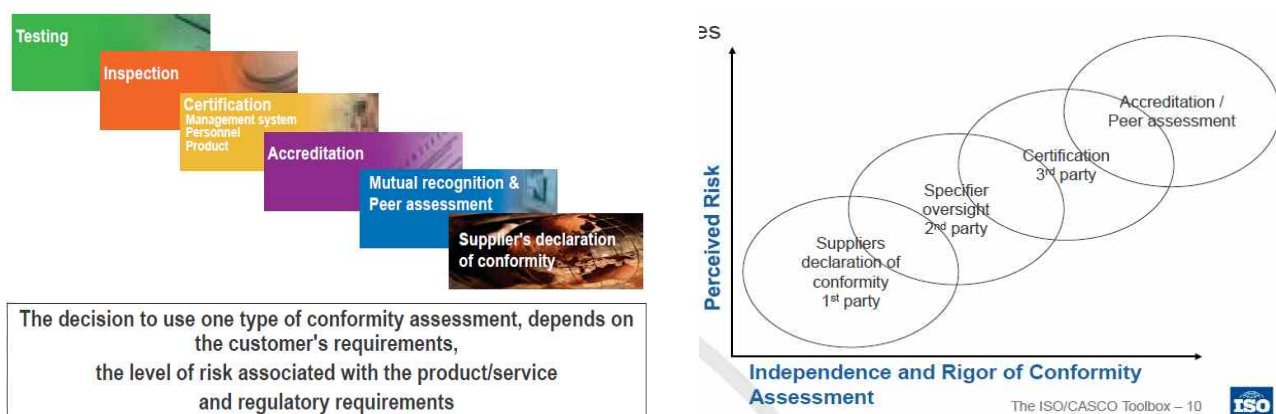 Testing
Inspection
Certification
Management system
Personnel
Product
Accreditation
Mutual recognition &
Peer assessment
Supplier's declaration
of conformity
The decision to use one type of conformity assessment, depends on
the customer's requirements,
the level of risk associated with the product/service
and regulatory requirements
es
Perceived Risk
Accreditation /
Peer assessment
Certification
3rd party
Specifier
oversight
2nd party
Suppliers
declaration of
conformity
1st party
Independence and Rigor of Conformity
Assessment
The ISO/CASCO Toolbox – 10
ISO